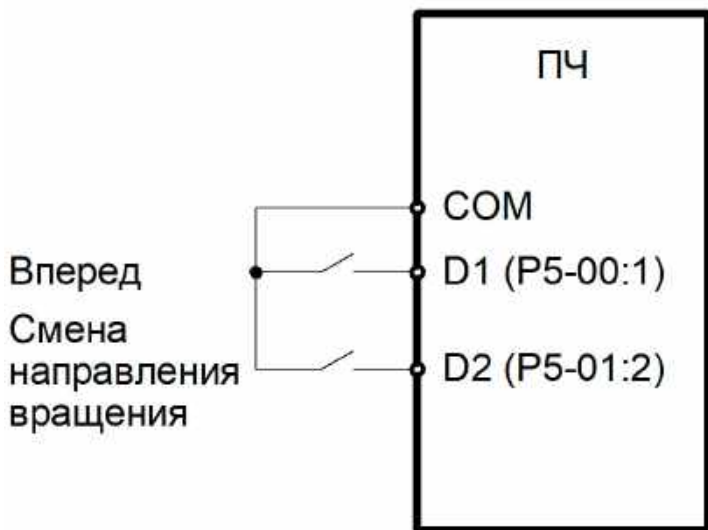 ПЧ
COM
Вперед
D1 (P5-00:1)
Смена
направления
вращения
D2 (P5-01:2)